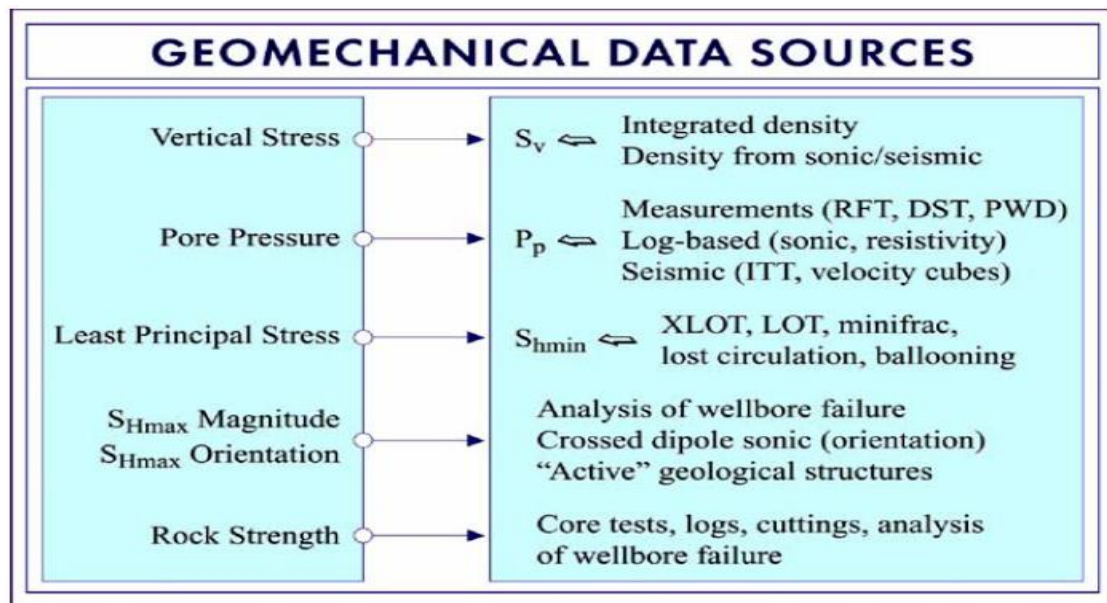 GEOMECHANICAL DATA SOURCES
Vertical Stress
Sv ⇐ Integrated density
Density from sonic/seismic
Pore Pressure
Pp ⇐ Measurements (RFT, DST, PWD)
Log-based (sonic, resistivity)
Seismic (ITT, velocity cubes)
Least Principal Stress
Shmin ⇐ XLOT, LOT, minifrac,
lost circulation, ballooning
SHmax Magnitude
SHmax Orientation
Analysis of wellbore failure
Crossed dipole sonic (orientation)
“Active” geological structures
Rock Strength
Core tests, logs, cuttings, analysis
of wellbore failure